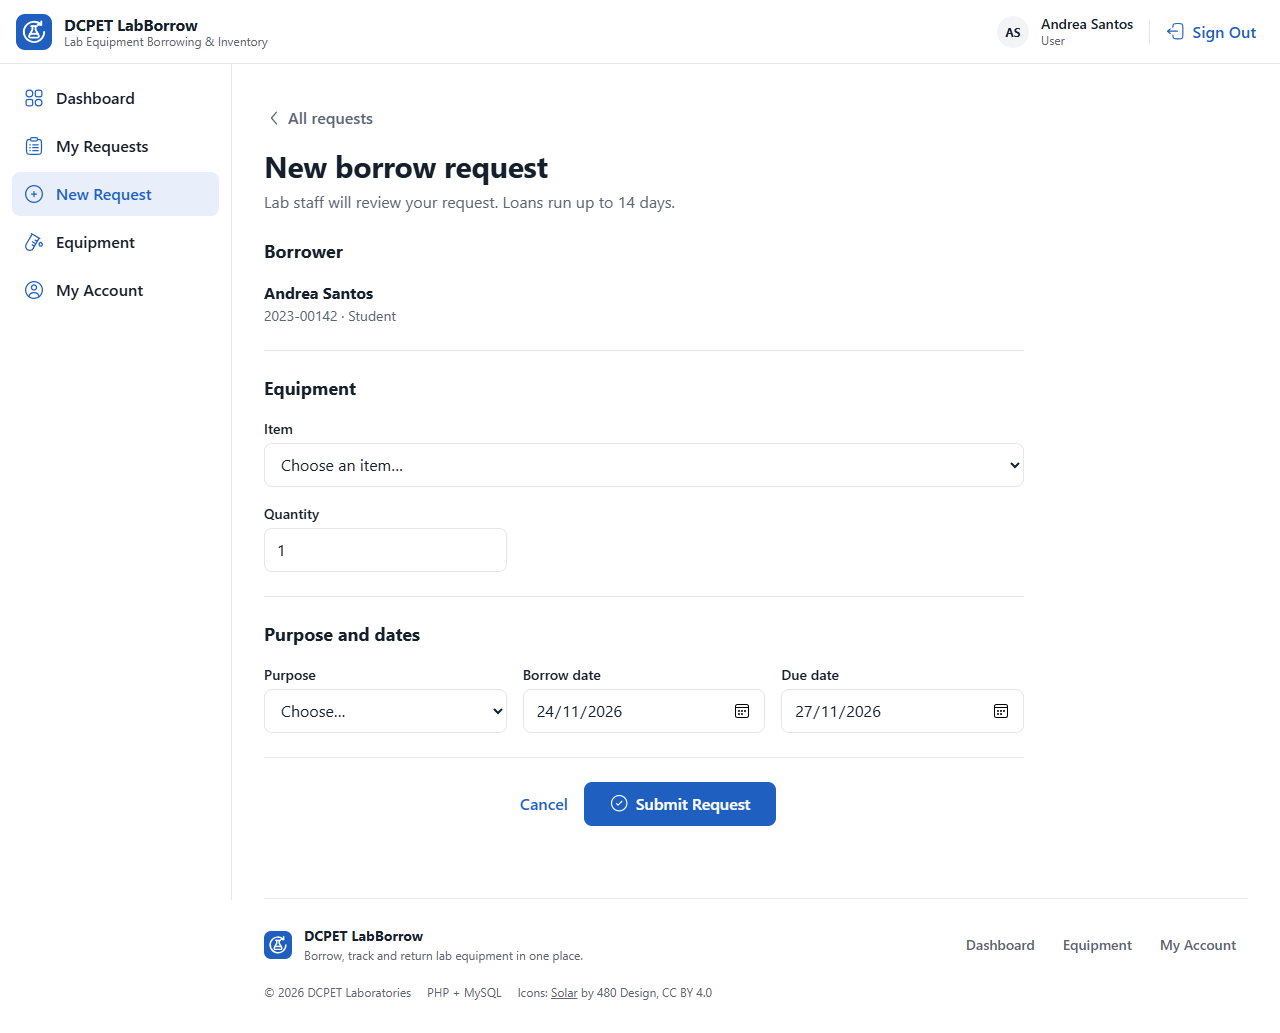 DCPET LabBorrow
Lab Equipment Borrowing & Inventory
AS
Andrea Santos
User
Sign Out
Dashboard
My Requests
New Request
Equipment
My Account
All requests
New borrow request
Lab staff will review your request. Loans run up to 14 days.
Borrower
Andrea Santos
2023-00142 · Student
Equipment
Item
Choose an item...
Quantity
1
Purpose and dates
Purpose
Borrow date
Due date
Choose...
24/11/2026
27/11/2026
Cancel
Submit Request
DCPET LabBorrow
Borrow, track and return lab equipment in one place.
Dashboard
Equipment
My Account
© 2026 DCPET Laboratories
PHP + MySQL
Icons: Solar by 480 Design, CC BY 4.0